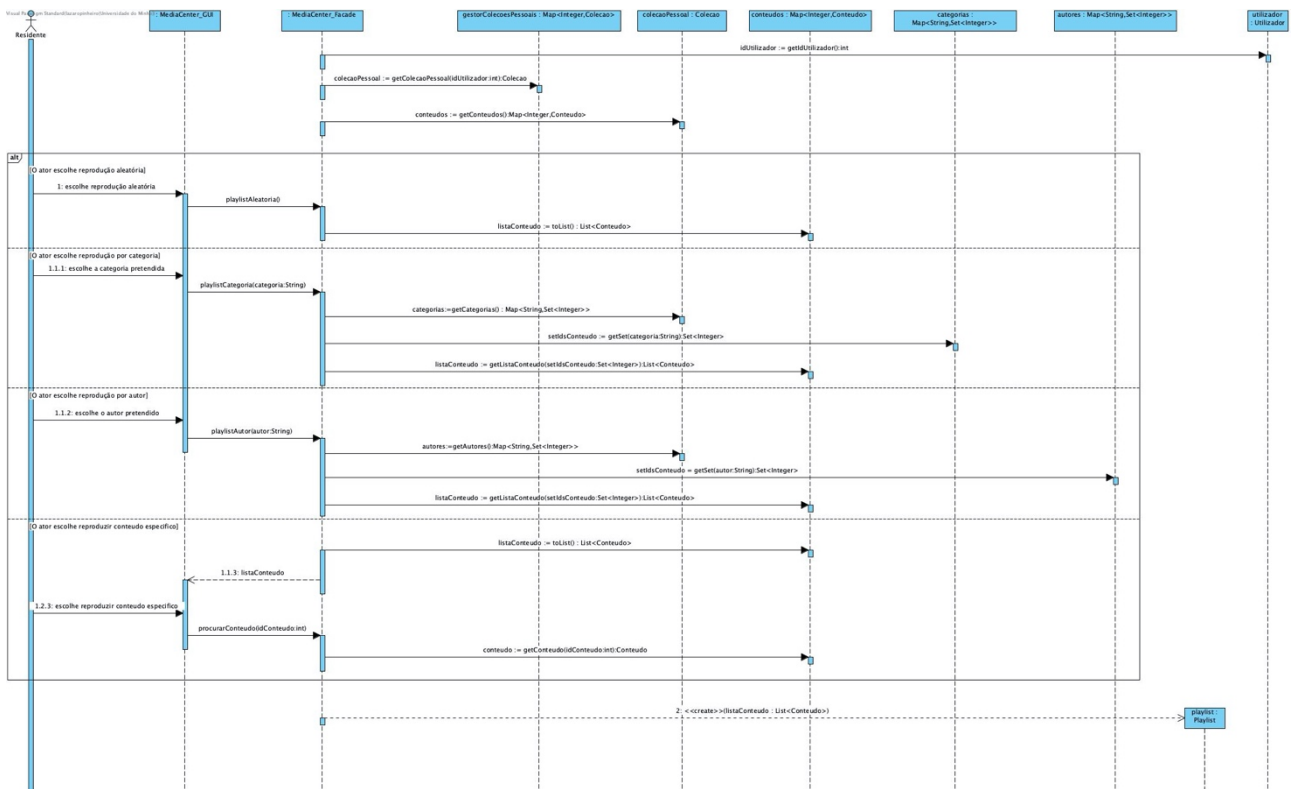 Visual Paradigm Standard(lazaropinheiro(Universidade do Minho))
Residente
: MediaCenter_GUI
: MediaCenter_Facade
gestorColecoesPessoais : Map<Integer,Colecao>
colecaoPessoal : Colecao
conteudos : Map<Integer,Conteudo>
categorias :
Map<String,Set<Integer>>
autores : Map<String,Set<Integer>>
utilizador
: Utilizador
idUtilizador := getIdUtilizador():int
colecaoPessoal := getColecaoPessoal(idUtilizador:int):Colecao
conteudos := getConteudos():Map<Integer,Conteudo>
alt
[O ator escolhe reprodução aleatória]
1: escolhe reprodução aleatória
playlistAleatoria()
listaConteudo := toList() : List<Conteudo>
[O ator escolhe reprodução por categoria]
1.1.1: escolhe a categoria pretendida
playlistCategoria(categoria:String)
categorias:=getCategorias() : Map<String,Set<Integer>>
setIdsConteudo := getSet(categoria:String):Set<Integer>
listaConteudo := getListaConteudo(setIdsConteudo:Set<Integer>):List<Conteudo>
[O ator escolhe reprodução por autor]
1.1.2: escolhe o autor pretendido
playlistAutor(autor:String)
autores:=getAutores():Map<String,Set<Integer>>
setIdsConteudo = getSet(autor:String):Set<Integer>
listaConteudo := getListaConteudo(setIdsConteudo:Set<Integer>):List<Conteudo>
[O ator escolhe reproduzir conteudo especifico]
listaConteudo := toList() : List<Conteudo>
1.1.3: listaConteudo
1.2.3: escolhe reproduzir conteudo especifico
procurarConteudo(idConteudo:int)
conteudo := getConteudo(idConteudo:int):Conteudo
2: <<create>>(listaConteudo : List<Conteudo>)
playlist :
Playlist